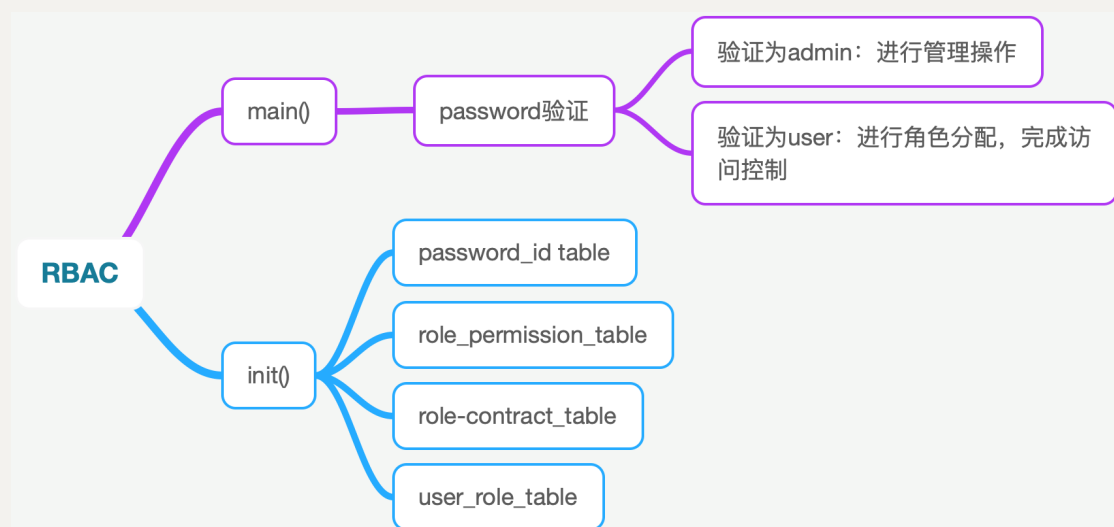 验证为admin：进行管理操作
main()
password验证
验证为user：进行角色分配，完成访
问控制
RBAC
password_id table
role_permission_table
init()
role-contract_table
user_role_table